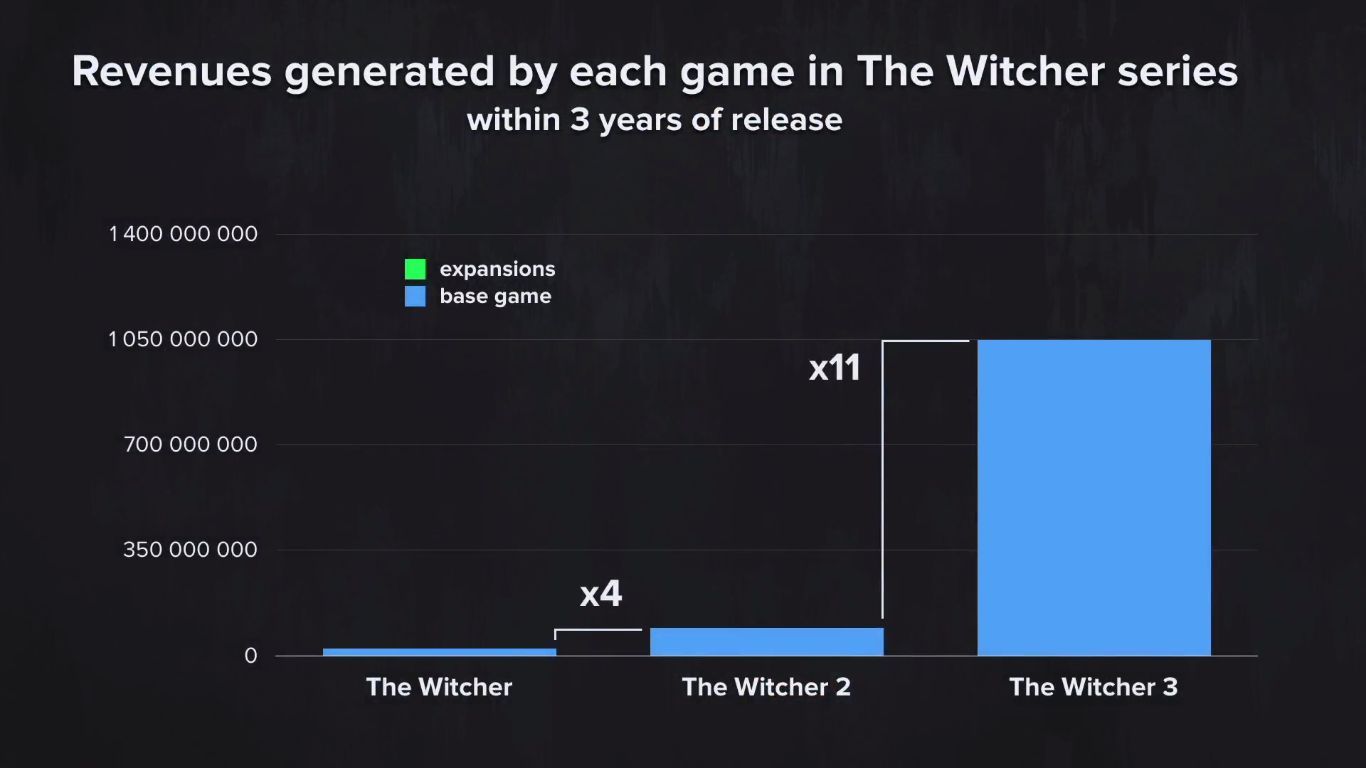 Revenues generated by each game in The Witcher series
within 3 years of release
1 400 000 000
expansions
base game
1 050 000 000
x11
700 000 000
350 000 000
x4
0
The Witcher
The Witcher 2
The Witcher 3